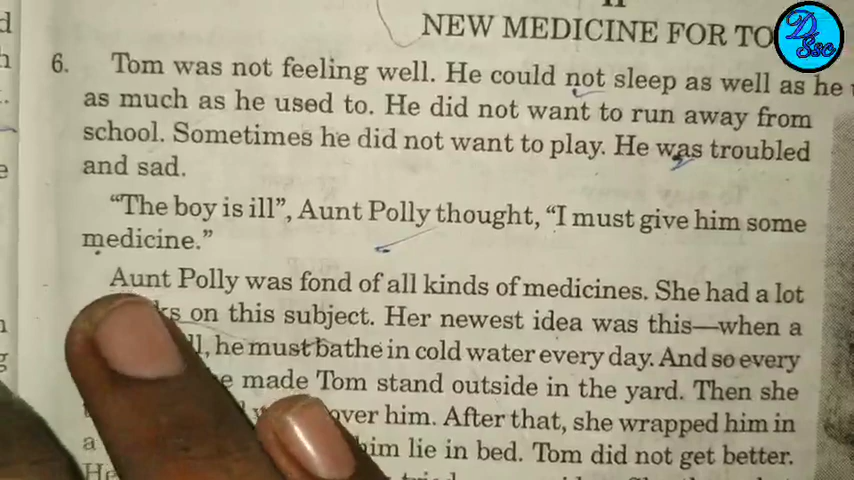 II
NEW MEDICINE FOR TO
D
Ssc
6. Tom was not feeling well. He could not sleep as well as he
as much as he used to. He did not want to run away from
school. Sometimes he did not want to play. He was troubled
and sad.
"The boy is ill", Aunt Polly thought, "I must give him some
medicine."
Aunt Polly was fond of all kinds of medicines. She had a lot
on this subject. Her newest idea was this—when a
he must bathe in cold water every day. And so every
made Tom stand outside in the yard. Then she
over him. After that, she wrapped him in
a him lie in bed. Tom did not get better.
He